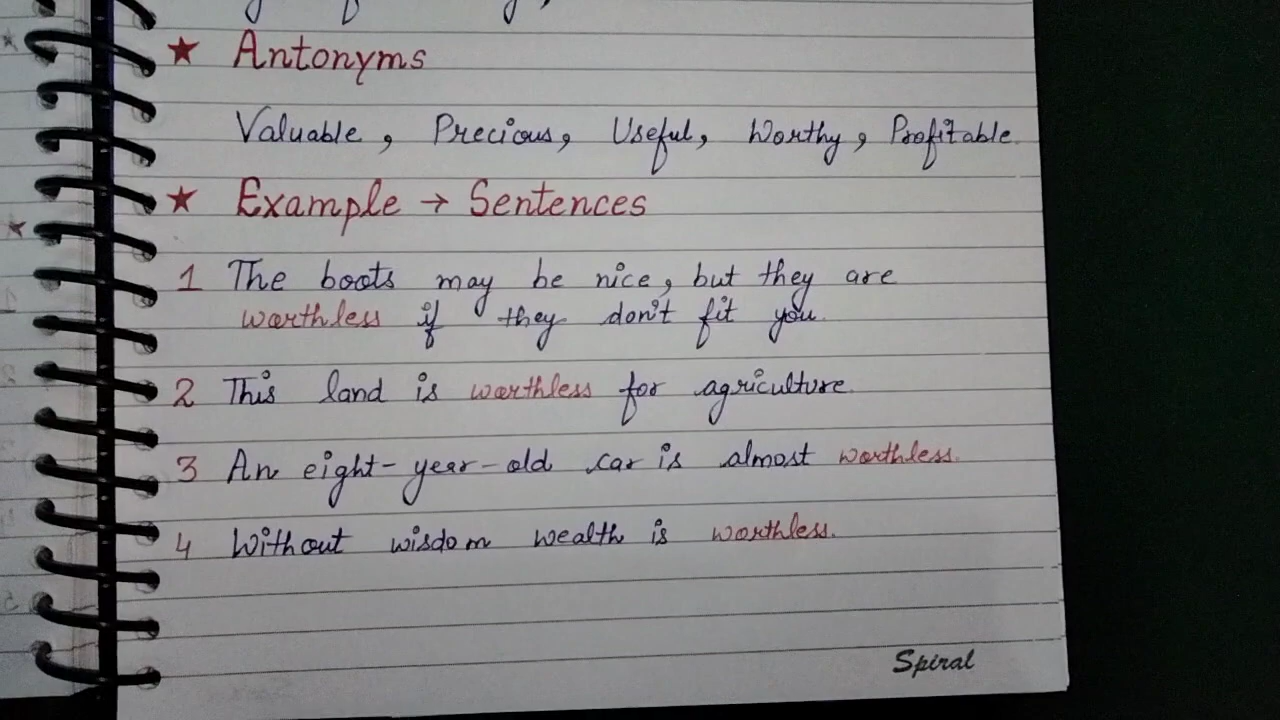 ★ Antonyms
Valuable, Precious, Useful, Worthy, Profitable
★ Example → Sentences
1 The boots may be nice, but they are
worthless if they don't fit you.
2 This land is worthless for agriculture.
3 An eight-year-old car is almost worthless.
4 Without wisdom wealth is worthless.
Spiral